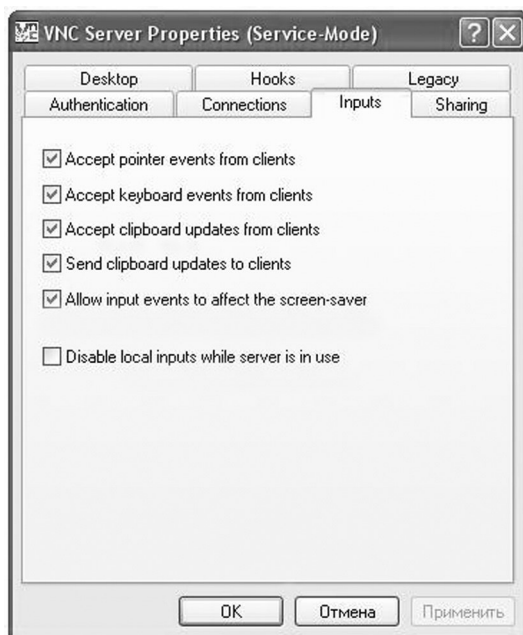 VNC Server Properties (Service-Mode)
Desktop Hooks Legacy
Authentication Connections Inputs Sharing
Accept pointer events from clients
Accept keyboard events from clients
Accept clipboard updates from clients
Send clipboard updates to clients
Allow input events to affect the screen-saver
Disable local inputs while server is in use
OK Отмена Применить